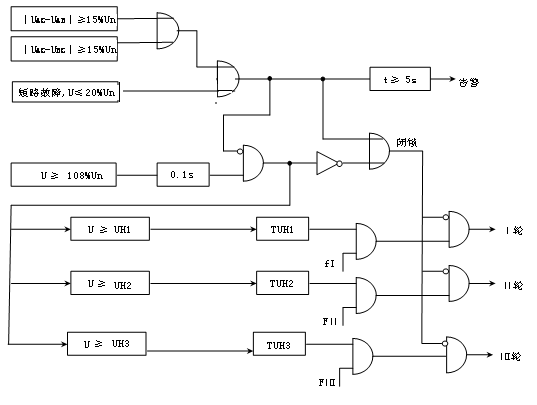 |UAC-UAB| ≥15%Un
|UAC-UBC| ≥15%Un
短路故障,U≤20%Un
t≥ 5s
告警
闭锁
U ≥ 108%Un
0.1s
U ≥ UH1
TUH1
fI
I轮
U ≥ UH2
TUH2
FII
II轮
U ≥ UH3
TUH3
FIII
III轮